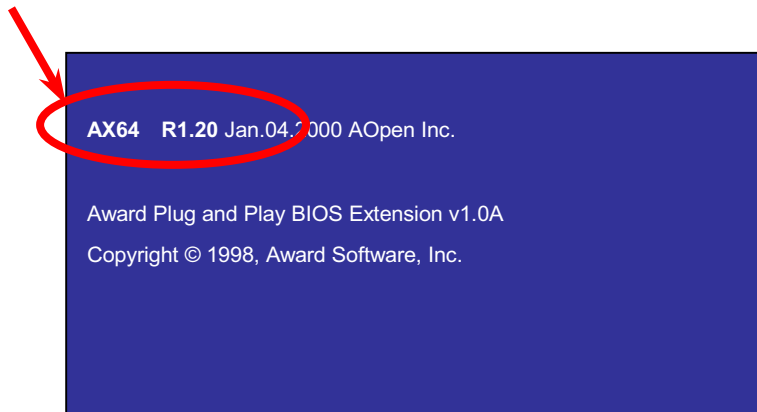 AX64 R1.20 Jan.04.2000 AOpen Inc.
Award Plug and Play BIOS Extension v1.0A
Copyright © 1998, Award Software, Inc.